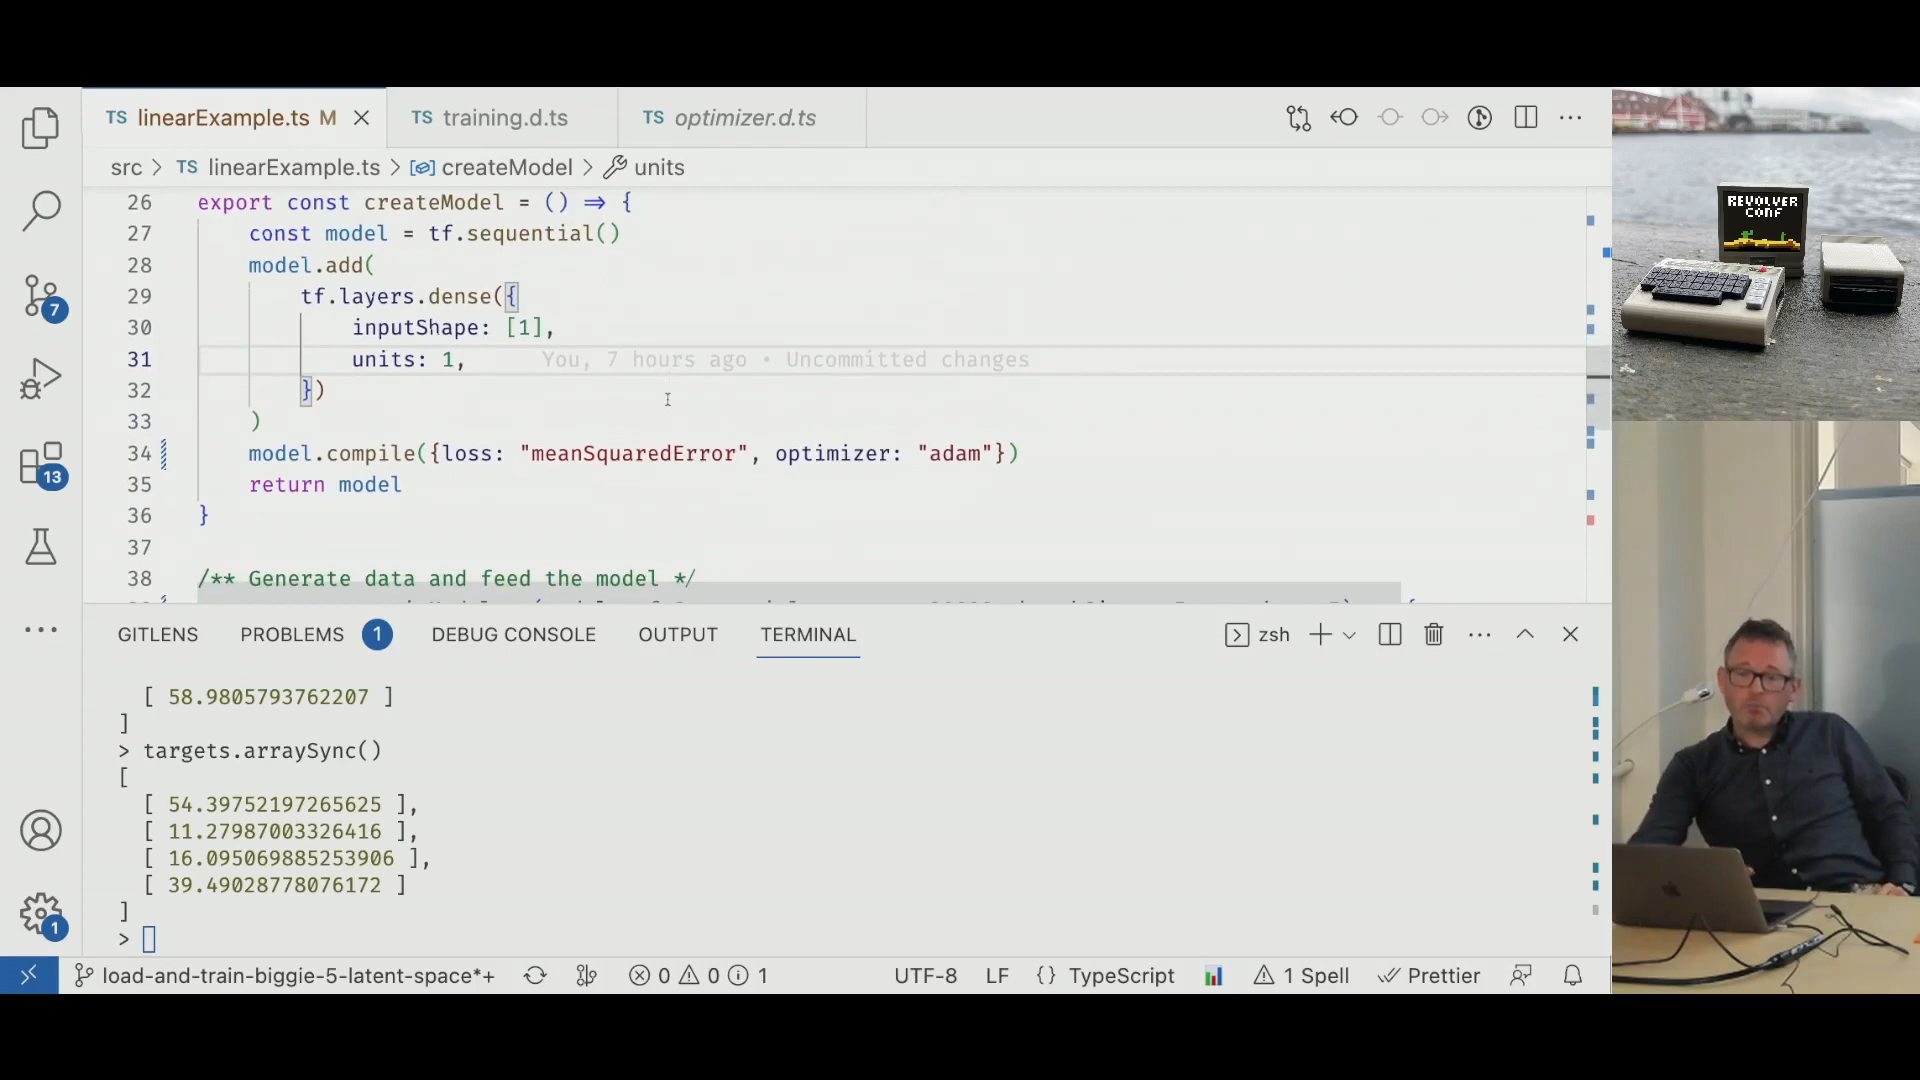 TS linearExample.ts M
TS training.d.ts
TS optimizer.d.ts
src > TS linearExample.ts > createModel > units
26 export const createModel = () => {
27 const model = tf.sequential()
28 model.add(
29 tf.layers.dense({
30 inputShape: [1],
31 units: 1, You, 7 hours ago • Uncommitted changes
32 })
33 )
34 model.compile({loss: "meanSquaredError", optimizer: "adam"})
35 return model
36 }
37
38 /** Generate data and feed the model */
7
13
1
GITLENS PROBLEMS 1 DEBUG CONSOLE OUTPUT TERMINAL zsh
[ 58.9805793762207 ]
]
> targets.arraySync()
[
[ 54.39752197265625 ],
[ 11.27987003326416 ],
[ 16.095069885253906 ],
[ 39.49028778076172 ]
]
>
load-and-train-biggie-5-latent-space*+ 0 0 1 UTF-8 LF {} TypeScript 1 Spell Prettier
REVOLVER
CONF